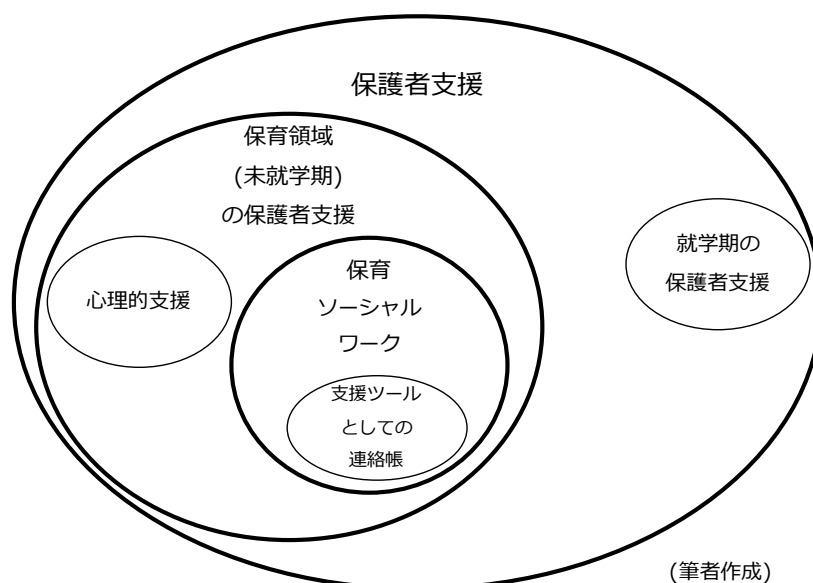 保護者支援
保育領域
(未就学期)
の保護者支援
心理的支援
保育
ソーシャル
ワーク
支援ツール
としての
連絡帳
就学期の
保護者支援
(筆者作成)